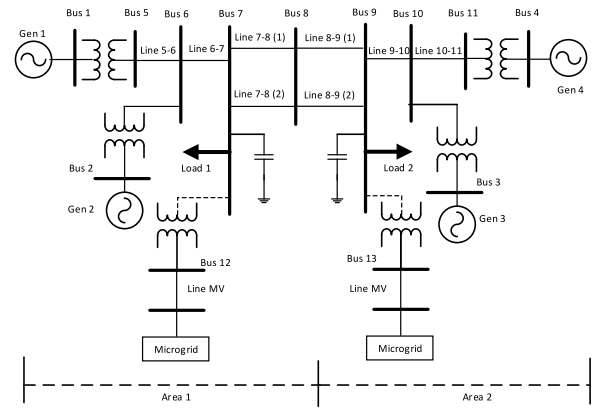 Bus 1
Bus 5
Bus 6
Bus 7
Bus 8
Bus 9
Bus 10
Bus 11
Bus 4
Gen 1
Line 5-6
Line 6-7
Line 7-8 (1)
Line 8-9 (1)
Line 9-10
Line 10-11
Gen 4
Line 7-8 (2)
Line 8-9 (2)
Bus 2
Load 1
Load 2
Bus 3
Gen 2
Gen 3
Bus 12
Bus 13
Line MV
Line MV
Microgrid
Microgrid
Area 1
Area 2